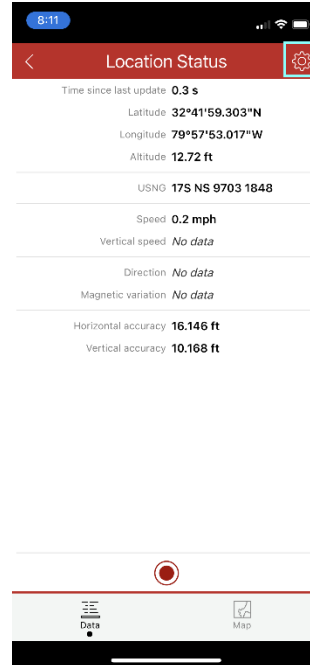 8:11
Location Status
Time since last update 0.3 s
Latitude 32°41'59.303"N
Longitude 79°57'53.017"W
Altitude 12.72 ft
USNG 17S NS 9703 1848
Speed 0.2 mph
Vertical speed No data
Direction No data
Magnetic variation No data
Horizontal accuracy 16.146 ft
Vertical accuracy 10.168 ft
Data Map